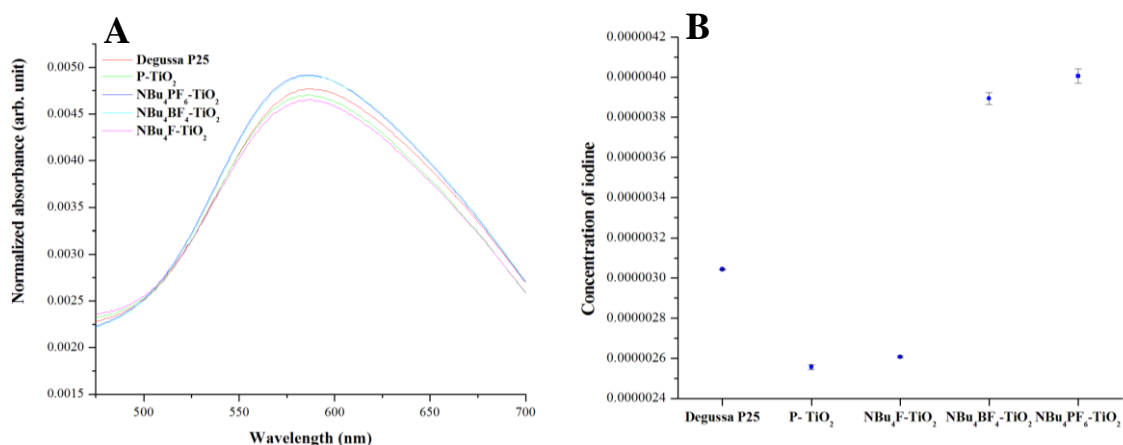 A
Normalized absorbance (arb. unit)
0.0050
0.0045
0.0040
0.0035
0.0030
0.0025
0.0020
0.0015
Degussa P25
P-TiO₂
NBu₄PF₆-TiO₂
NBu₄BF₄-TiO₂
NBu₄F-TiO₂
500 550 600 650 700
Wavelength (nm)
B
Concentration of iodine
0.0000042
0.0000040
0.0000038
0.0000036
0.0000034
0.0000032
0.0000030
0.0000028
0.0000026
0.0000024
Degussa P25 P- TiO₂ NBu₄F-TiO₂ NBu₄BF₄-TiO₂ NBu₄PF₆-TiO₂